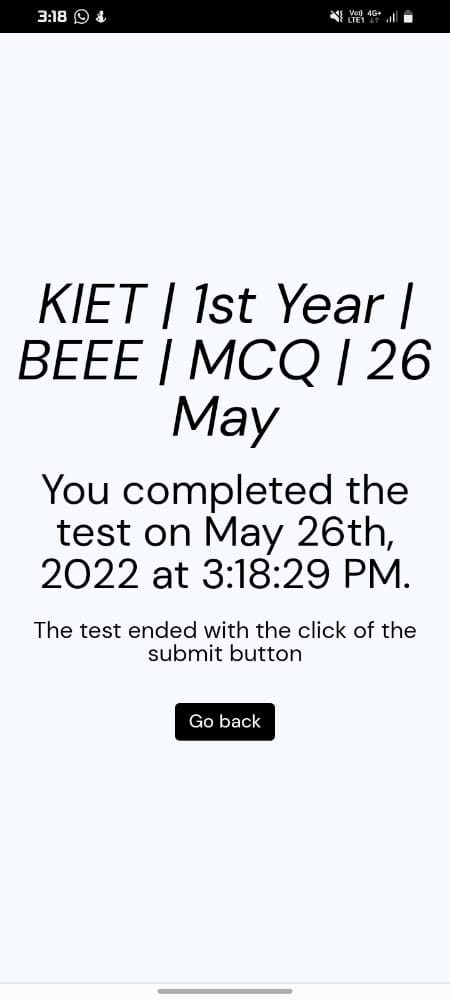 3:18
Vo)) 4G+
LTE1
KIET | 1st Year |
BEEE | MCQ | 26
May
You completed the
test on May 26th,
2022 at 3:18:29 PM.
The test ended with the click of the
submit button
Go back